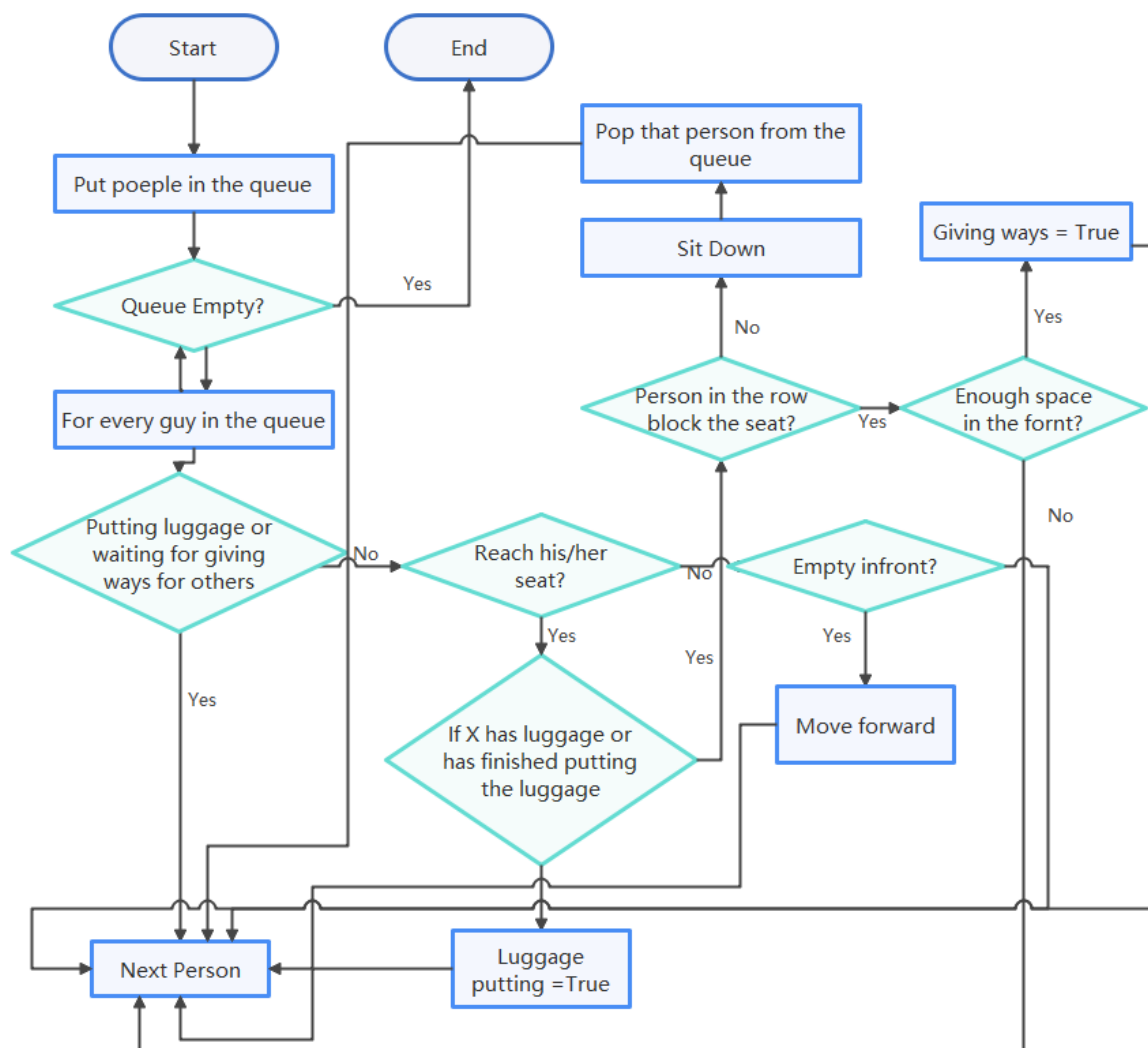 Start
End
Pop that person from the
queue
Put poeple in the queue
Giving ways = True
Sit Down
Yes
Queue Empty?
Yes
No
Person in the row
block the seat?
Yes
Enough space
in the fornt?
For every guy in the queue
No
Putting luggage or
waiting for giving
ways for others
No
Reach his/her
seat?
No
Empty infront?
Yes
Yes
Yes
Yes
If X has luggage or
has finished putting
the luggage
Move forward
Next Person
Luggage
putting =True